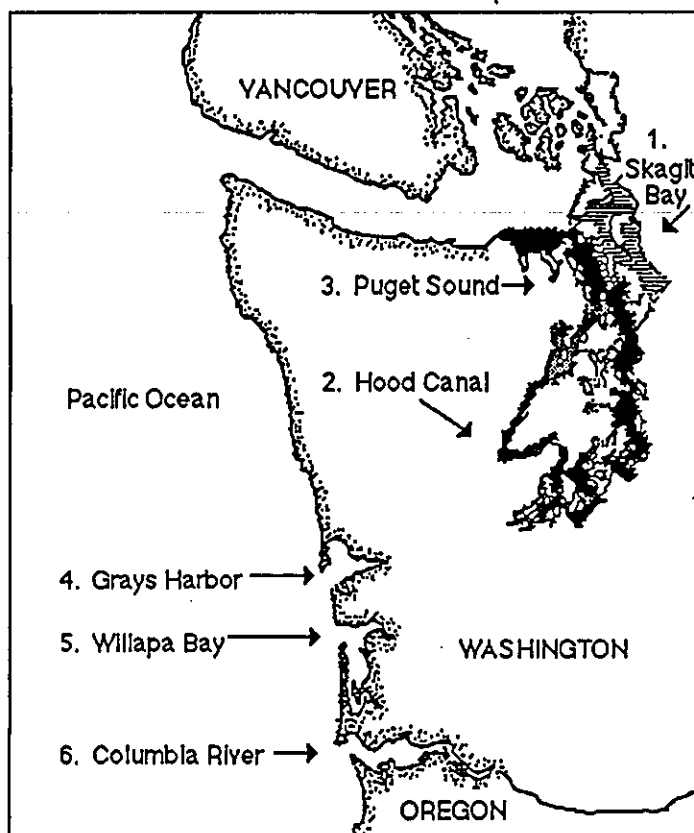 VANCOUVER
1.
Skagit
Bay
3. Puget Sound
2. Hood Canal
Pacific Ocean
4. Grays Harbor
5. Willapa Bay
WASHINGTON
6. Columbia River
OREGON